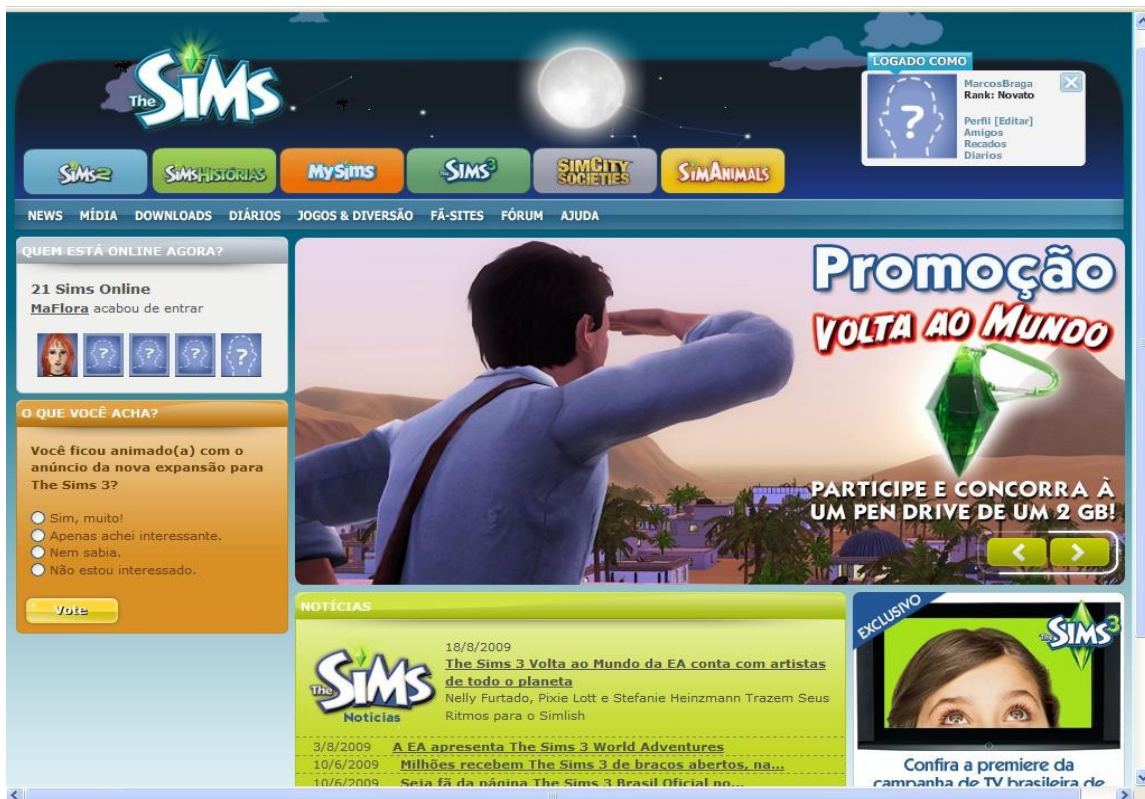 The SiMS
LOGADO COMO
MarcosBraga
Rank: Novato
Perfil [Editar]
Amigos
Recados
Diarios
SiMS2
SiMSHISTÓRIAS
MySims
The SiMS3
SIMCITY
SOCIETIES
SIMANIMALS
NEWS MÍDIA DOWNLOADS DIÁRIOS JOGOS & DIVERSÃO FÃ-SITES FÓRUM AJUDA
QUEM ESTÁ ONLINE AGORA?
21 Sims Online
MaFlora acabou de entrar
O QUE VOCÊ ACHA?
Você ficou animado(a) com o
anúncio da nova expansão para
The Sims 3?
Sim, muito!
Apenas achei interessante.
Nem sabia.
Não estou interessado.
Vote
Promoção
VOLTA AO MUNDO
PARTICIPE E CONCORRA À
UM PEN DRIVE DE UM 2 GB!
NOTÍCIAS
The SiMS
Notícias
18/8/2009
The Sims 3 Volta ao Mundo da EA conta com artistas
de todo o planeta
Nelly Furtado, Pixie Lott e Stefanie Heinzmann Trazem Seus
Ritmos para o Simlish
3/8/2009 A EA apresenta The Sims 3 World Adventures
10/6/2009 Milhões recebem The Sims 3 de braços abertos, na...
10/6/2009 Seja fã da página The Sims 3 Brasil Oficial no...
EXCLUSIVO
The SiMS3
Confira a premiere da
campanha de TV brasileira de